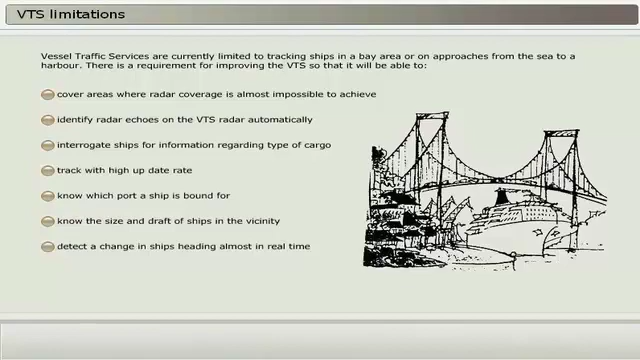 VTS limitations
Vessel Traffic Services are currently limited to tracking ships in a bay area or on approaches from the sea to a
harbour. There is a requirement for improving the VTS so that it will be able to:
cover areas where radar coverage is almost impossible to achieve
identify radar echoes on the VTS radar automatically
interrogate ships for information regarding type of cargo
track with high up date rate
know which port a ship is bound for
know the size and draft of ships in the vicinity
detect a change in ships heading almost in real time